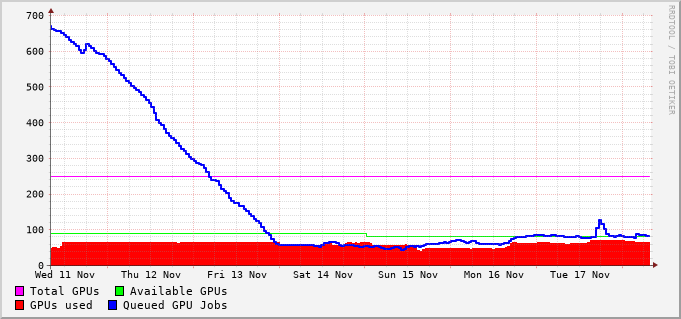 700
600
500
400
300
200
100
0
Wed 11 Nov Thu 12 Nov Fri 13 Nov Sat 14 Nov Sun 15 Nov Mon 16 Nov Tue 17 Nov
Total GPUs Available GPUs
GPUs used Queued GPU Jobs
RRDTOOL / TOBI OETIKER